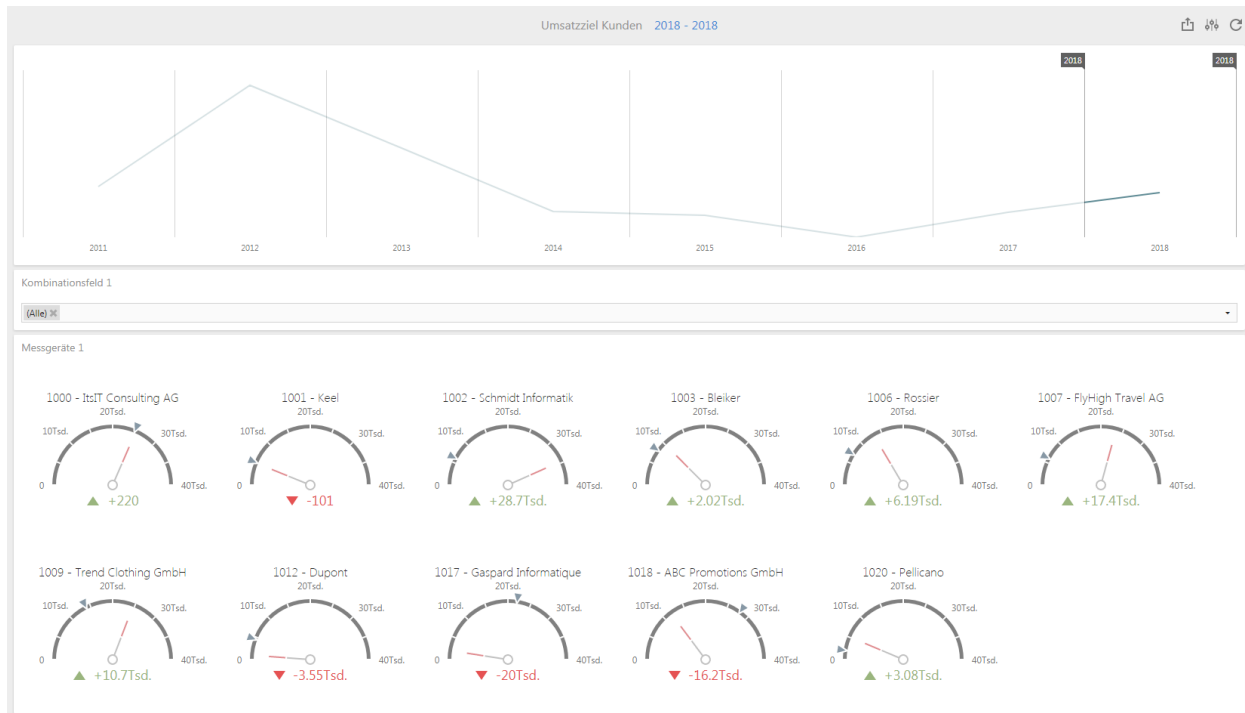 Umsatzziel Kunden 2018 - 2018
2018 2018
2011 2012 2013 2014 2015 2016 2017 2018
Kombinationsfeld 1
(Alle)
Messgeräte 1
1000 - ItsIT Consulting AG 1001 - Keel 1002 - Schmidt Informatik 1003 - Bleiker 1006 - Rossier 1007 - FlyHigh Travel AG
20Tsd. 20Tsd. 20Tsd. 20Tsd. 20Tsd. 20Tsd.
10Tsd. 30Tsd. 10Tsd. 30Tsd. 10Tsd. 30Tsd. 10Tsd. 30Tsd. 10Tsd. 30Tsd. 10Tsd. 30Tsd.
0 40Tsd. 0 40Tsd. 0 40Tsd. 0 40Tsd. 0 40Tsd. 0 40Tsd.
+220 -101 +28.7Tsd. +2.02Tsd. +6.19Tsd. +17.4Tsd.
1009 - Trend Clothing GmbH 1012 - Dupont 1017 - Gaspard Informatique 1018 - ABC Promotions GmbH 1020 - Pellicano
20Tsd. 20Tsd. 20Tsd. 20Tsd. 20Tsd.
10Tsd. 30Tsd. 10Tsd. 30Tsd. 10Tsd. 30Tsd. 10Tsd. 30Tsd. 10Tsd. 30Tsd.
0 40Tsd. 0 40Tsd. 0 40Tsd. 0 40Tsd. 0 40Tsd.
+10.7Tsd. -3.55Tsd. -20Tsd. -16.2Tsd. +3.08Tsd.